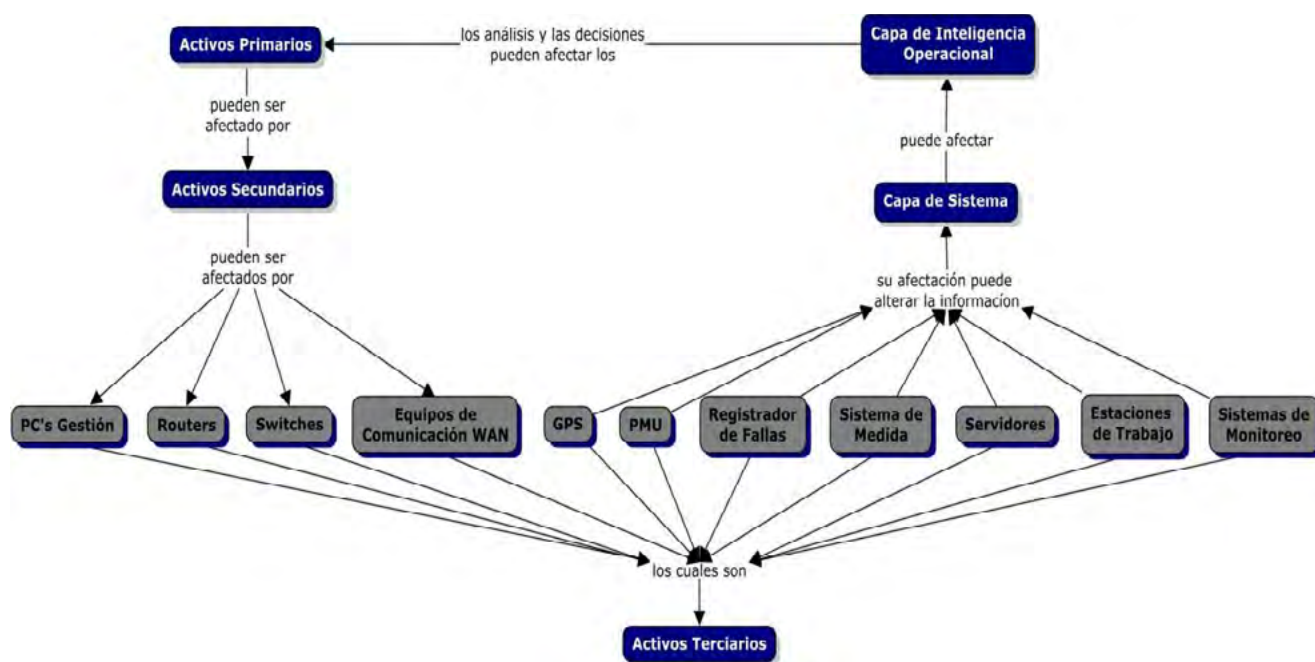 Activos Primarios
los análisis y las decisiones
pueden afectar los
Capa de Inteligencia
Operacional
pueden ser
afectado por
puede afectar
Activos Secundarios
Capa de Sistema
pueden ser
afectados por
su afectación puede
alterar la informacíon
PC's Gestión
Routers
Switches
Equipos de
Comunicación WAN
GPS
PMU
Registrador
de Fallas
Sistema de
Medida
Servidores
Estaciones
de Trabajo
Sistemas de
Monitoreo
los cuales son
Activos Terciarios